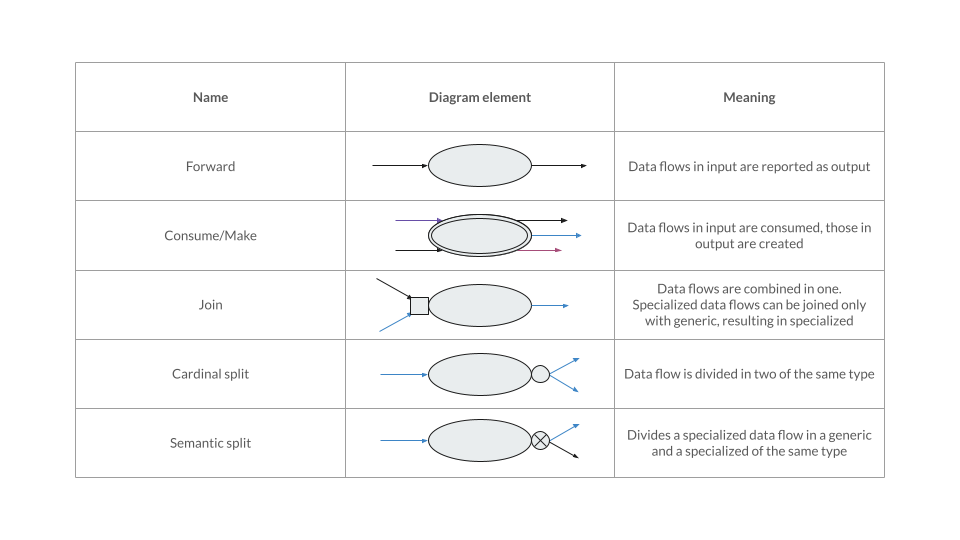 Name
Diagram element
Meaning
Forward
Data flows in input are reported as output
Consume/Make
Data flows in input are consumed, those in
output are created
Join
Data flows are combined in one.
Specialized data flows can be joined only
with generic, resulting in specialized
Cardinal split
Data flow is divided in two of the same type
Semantic split
Divides a specialized data flow in a generic
and a specialized of the same type